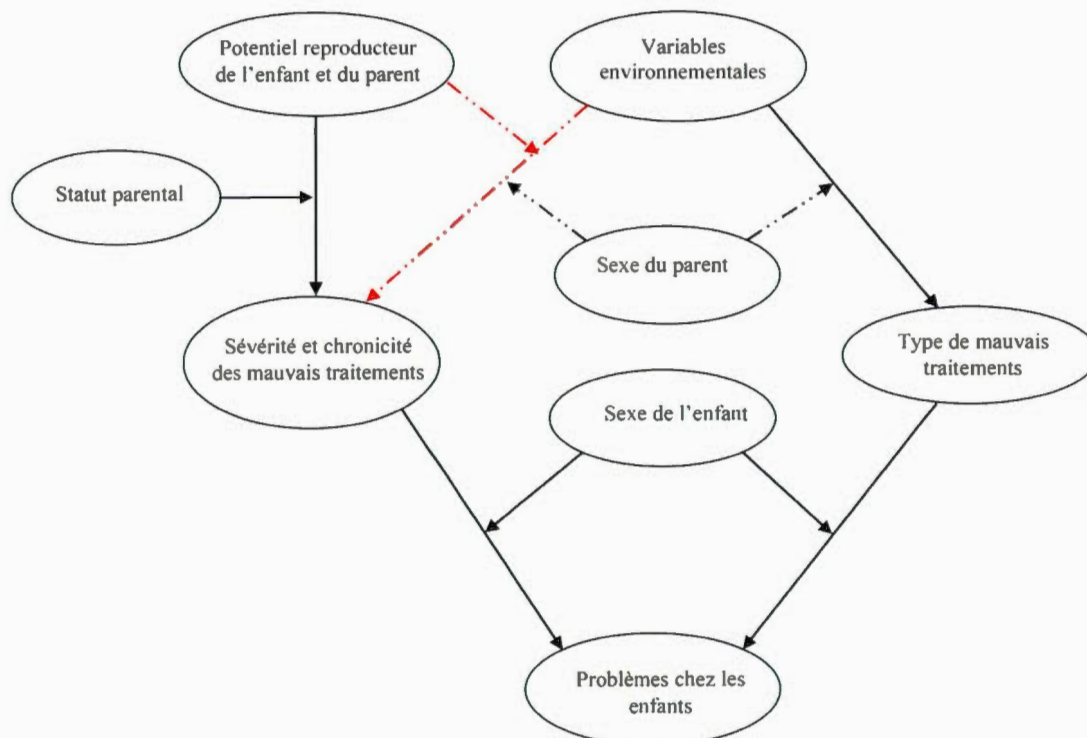 Potentiel reproducteur
de l'enfant et du parent
Variables
environnementales
Statut parental
Sexe du parent
Sévérité et chronicité
des mauvais traitements
Type de mauvais
traitements
Sexe de l'enfant
Problèmes chez les
enfants